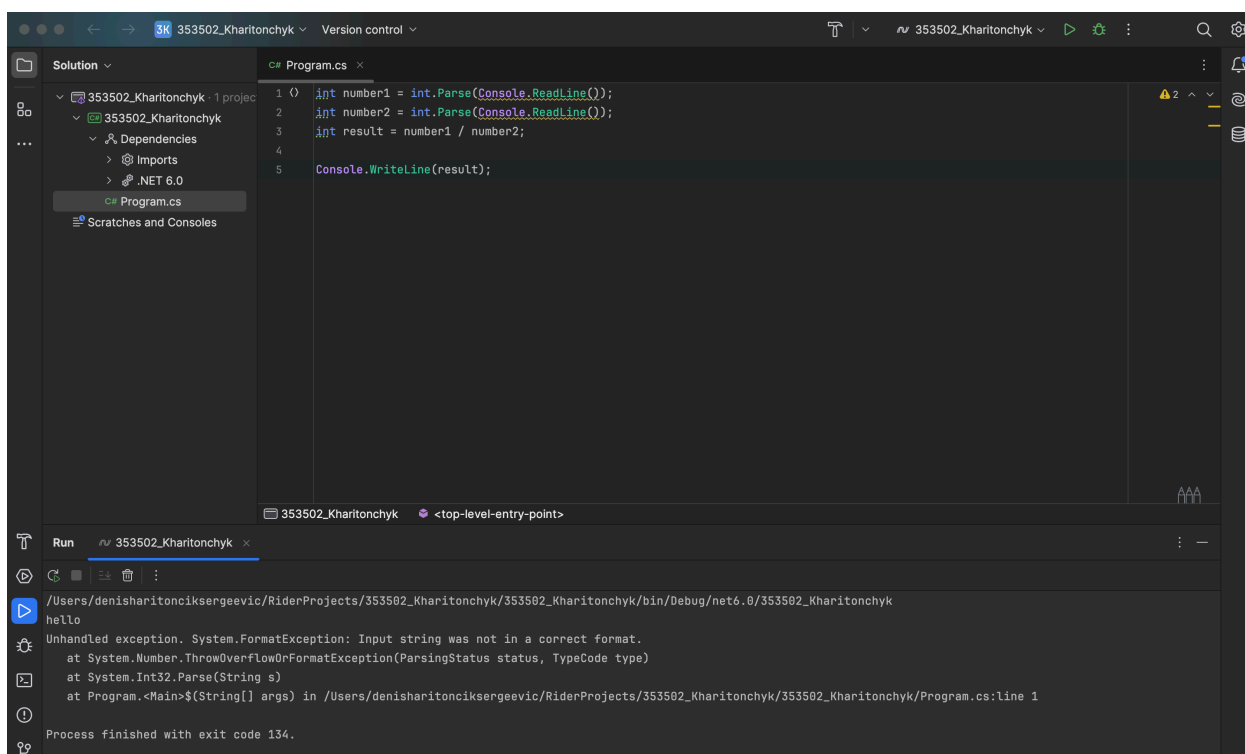 3K 353502_Kharitonchyk Version control 353502_Kharitonchyk
Solution
C# Program.cs
353502_Kharitonchyk · 1 projec
C# 353502_Kharitonchyk
Dependencies
Imports
.NET 6.0
C# Program.cs
Scratches and Consoles
1 int number1 = int.Parse(Console.ReadLine());
2 int number2 = int.Parse(Console.ReadLine());
3 int result = number1 / number2;
4
5 Console.WriteLine(result);
2
353502_Kharitonchyk <top-level-entry-point>
Run 353502_Kharitonchyk
/Users/denisharitonciksergeevic/RiderProjects/353502_Kharitonchyk/353502_Kharitonchyk/bin/Debug/net6.0/353502_Kharitonchyk
hello
Unhandled exception. System.FormatException: Input string was not in a correct format.
at System.Number.ThrowOverflowOrFormatException(ParsingStatus status, TypeCode type)
at System.Int32.Parse(String s)
at Program.<Main>$(String[] args) in /Users/denisharitonciksergeevic/RiderProjects/353502_Kharitonchyk/353502_Kharitonchyk/Program.cs:line 1
Process finished with exit code 134.